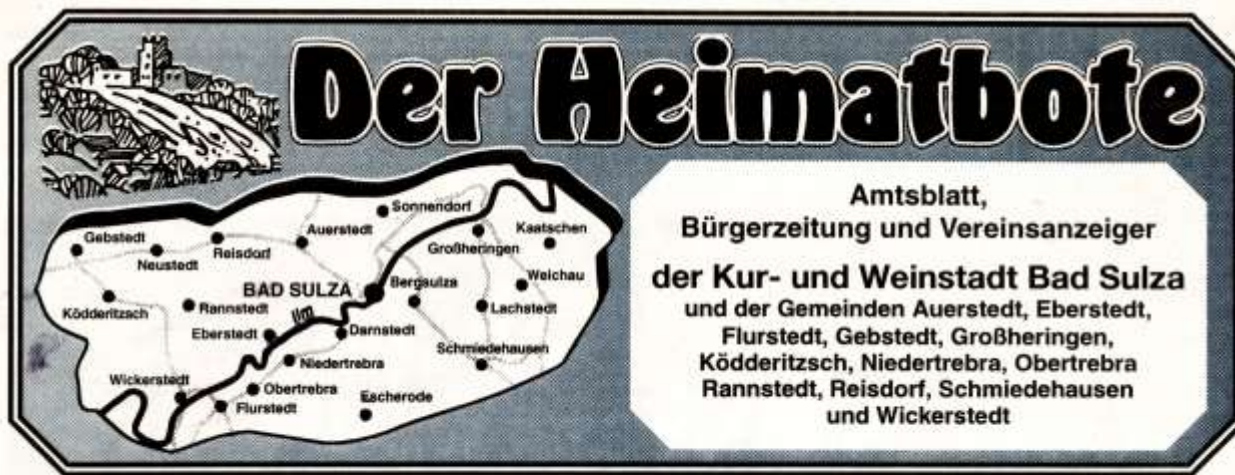 Der Heimatbote
Sonnendorf
Gebstedt
Neustedt
Reisdorf
Auerstedt
Großheringen
Kaatschen
Weichau
BAD SULZA
Bergsulza
Ködderitzsch
Rannstedt
Ilm
Lachstedt
Eberstedt
Darnstedt
Niedertrebra
Schmiedehausen
Wickerstedt
Obertrebra
Flurstedt
Escherode
Amtsblatt,
Bürgerzeitung und Vereinsanzeiger
der Kur- und Weinstadt Bad Sulza
und der Gemeinden Auerstedt, Eberstedt,
Flurstedt, Gebstedt, Großheringen,
Ködderitzsch, Niedertrebra, Obertrebra
Rannstedt, Reisdorf, Schmiedehausen
und Wickerstedt